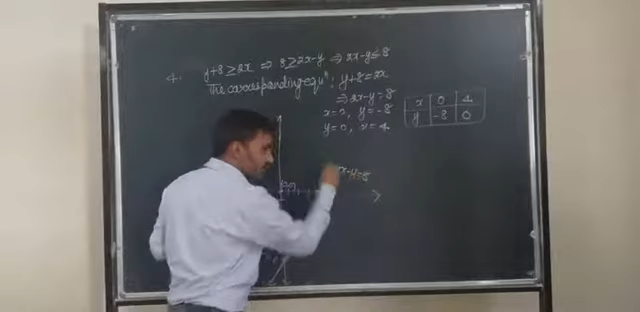 4. y+8≥2x ⇒ 8≥2x-y ⇒ 2x-y≤8
The corresponding equⁿ: y+8=2x
⇒ 2x-y=8
x=0, y=-8
y=0, x=4
x 0 4
y -8 0
2x-y=8